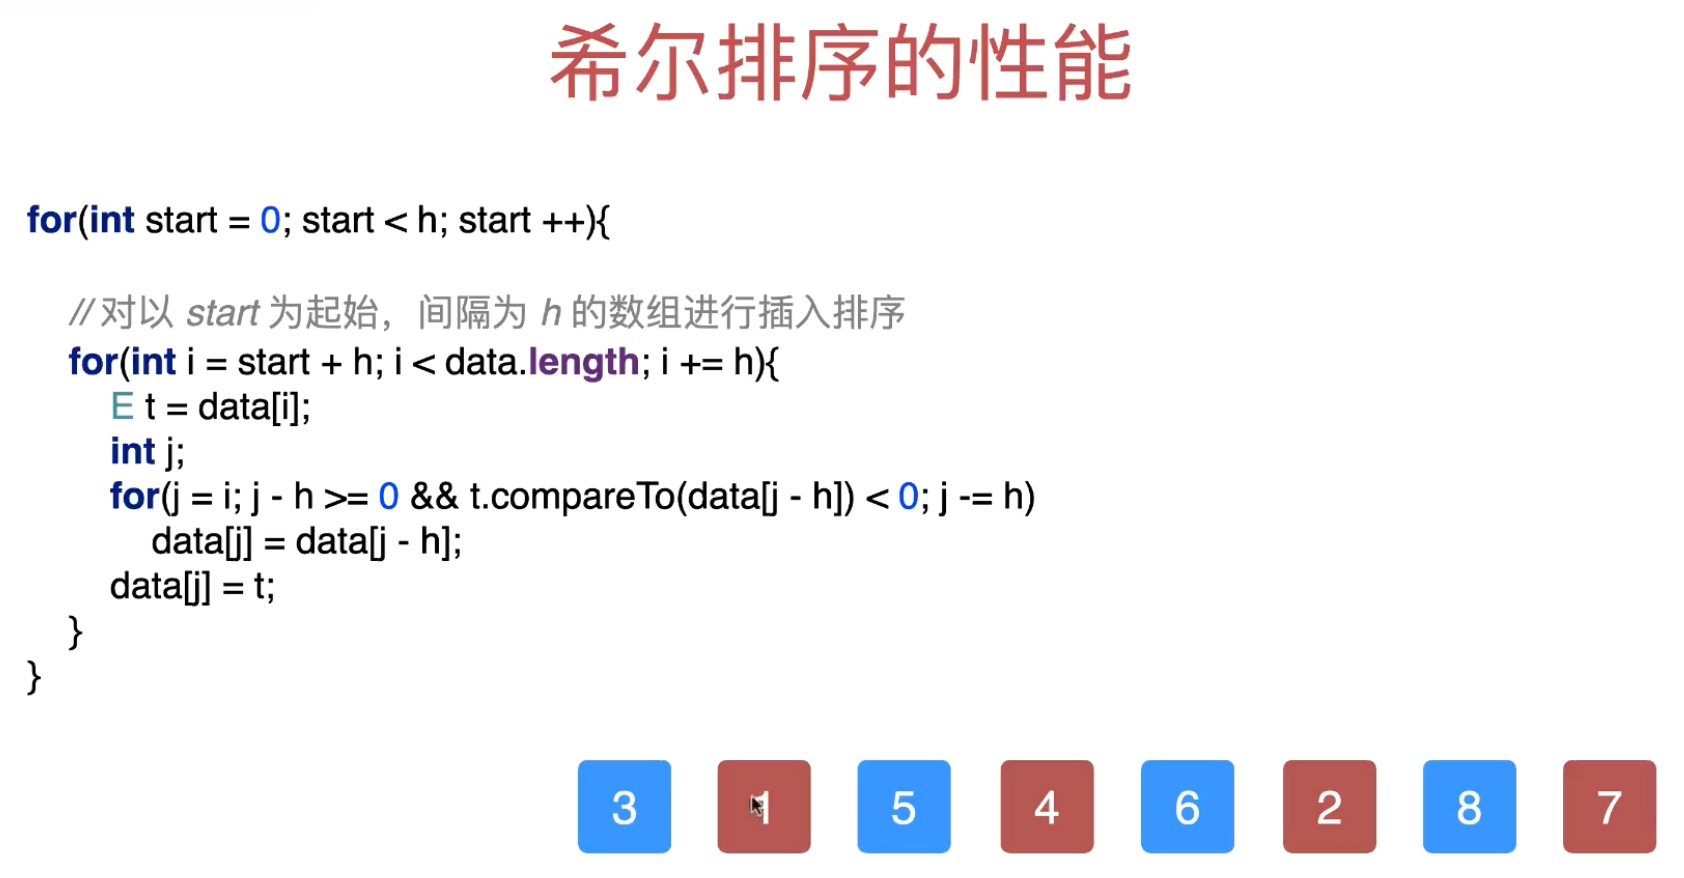 希尔排序的性能
for(int start = 0; start < h; start ++){
// 对以 start 为起始，间隔为 h 的数组进行插入排序
for(int i = start + h; i < data.length; i += h){
E t = data[i];
int j;
for(j = i; j - h >= 0 && t.compareTo(data[j - h]) < 0; j -= h)
data[j] = data[j - h];
data[j] = t;
}
}
3 1 5 4 6 2 8 7